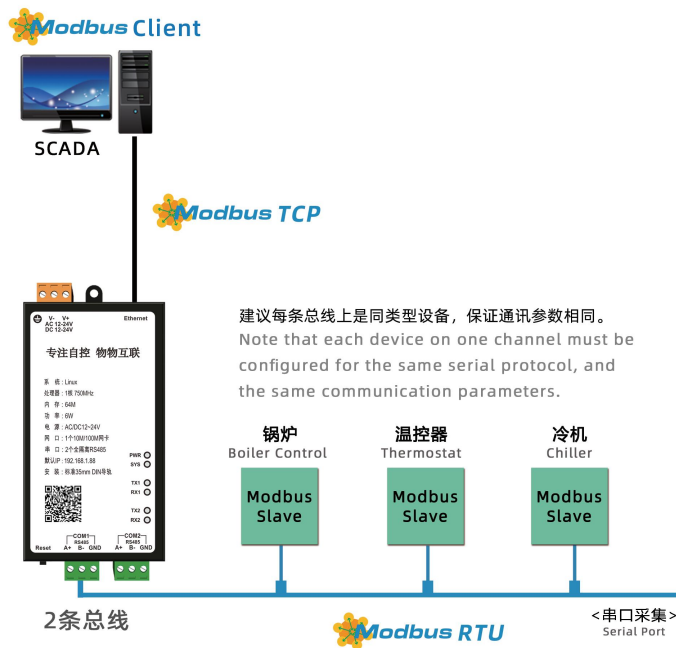 Modbus Client
SCADA
Modbus TCP
V- V+
AC 12-24V
DC 12-24V
Ethernet
专注自控 物物互联
系 统：Linux
处理器：1核 750MHz
内 存：64M
功 率：6W
电 源：AC/DC12~24V
网 口：1个10M/100M网卡
串 口：2个全隔离RS485
默认IP：192.168.1.88
安 装：标准35mm DIN导轨
PWR
SYS
TX1
RX1
TX2
RX2
COM1 COM2
RS485 RS485
Reset A+ B- GND A+ B- GND
2条总线
建议每条总线上是同类型设备，保证通讯参数相同。
Note that each device on one channel must be
configured for the same serial protocol, and
the same communication parameters.
锅炉 温控器 冷机
Boiler Control Thermostat Chiller
Modbus Modbus Modbus
Slave Slave Slave
<串口采集>
Serial Port
Modbus RTU